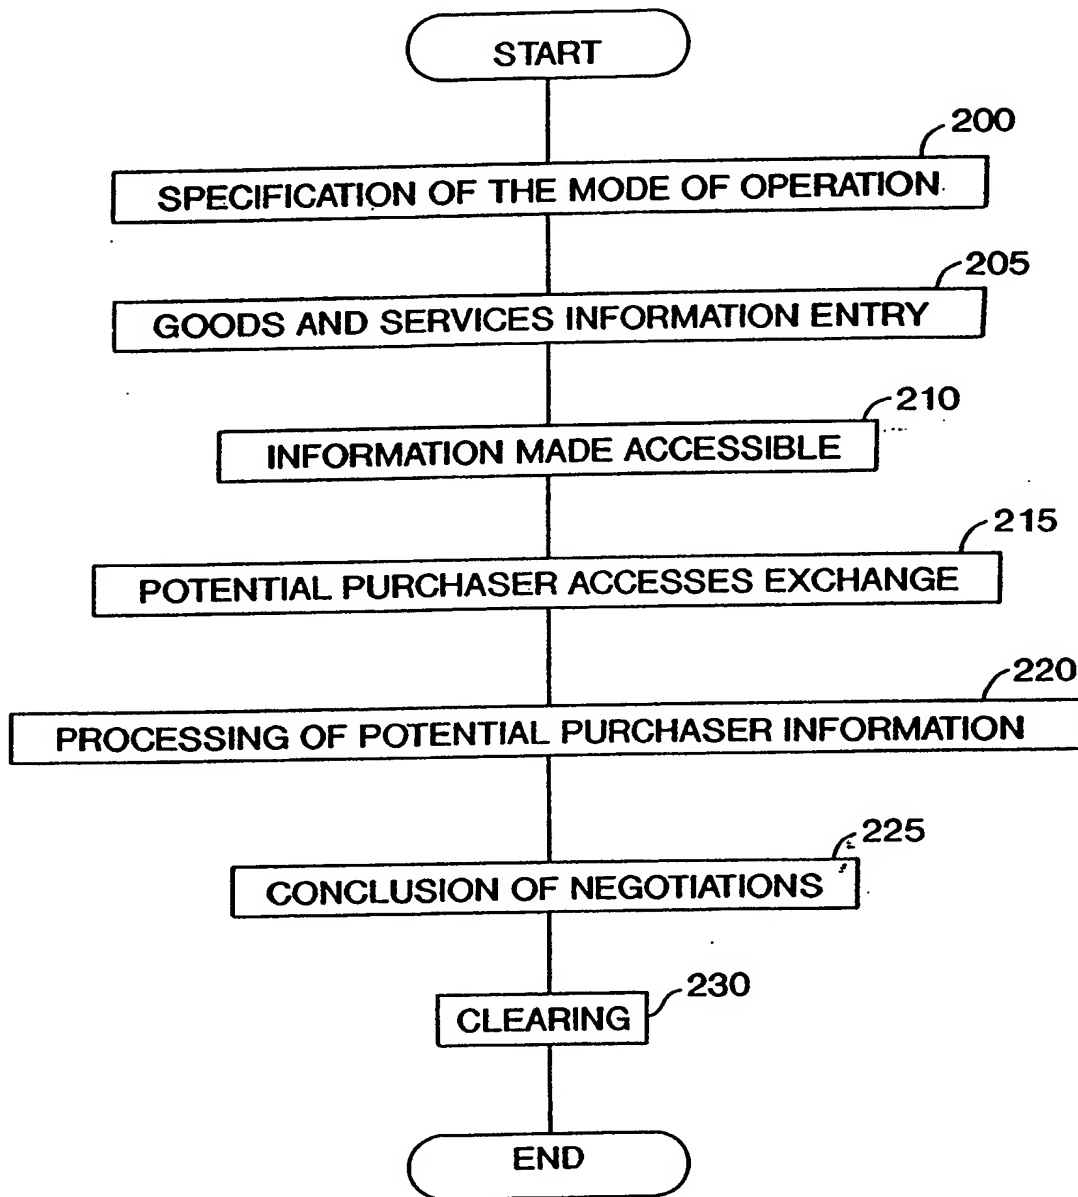 START
200
SPECIFICATION OF THE MODE OF OPERATION
205
GOODS AND SERVICES INFORMATION ENTRY
210
INFORMATION MADE ACCESSIBLE
215
POTENTIAL PURCHASER ACCESSES EXCHANGE
220
PROCESSING OF POTENTIAL PURCHASER INFORMATION
225
CONCLUSION OF NEGOTIATIONS
230
CLEARING
END